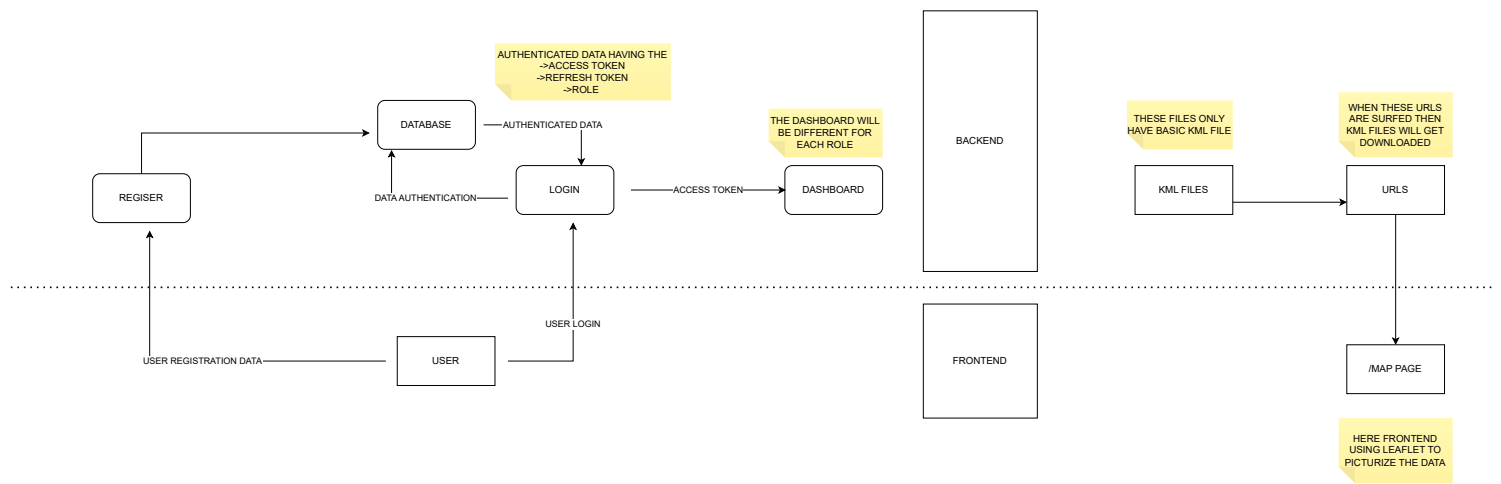 AUTHENTICATED DATA HAVING THE
->ACCESS TOKEN
->REFRESH TOKEN
->ROLE
DATABASE
AUTHENTICATED DATA
THE DASHBOARD WILL
BE DIFFERENT FOR
EACH ROLE
REGISER
DATA AUTHENTICATION
LOGIN
ACCESS TOKEN
DASHBOARD
USER REGISTRATION DATA
USER
USER LOGIN
BACKEND
FRONTEND
THESE FILES ONLY
HAVE BASIC KML FILE
KML FILES
WHEN THESE URLS
ARE SURFED THEN
KML FILES WILL GET
DOWNLOADED
URLS
/MAP PAGE
HERE FRONTEND
USING LEAFLET TO
PICTURIZE THE DATA